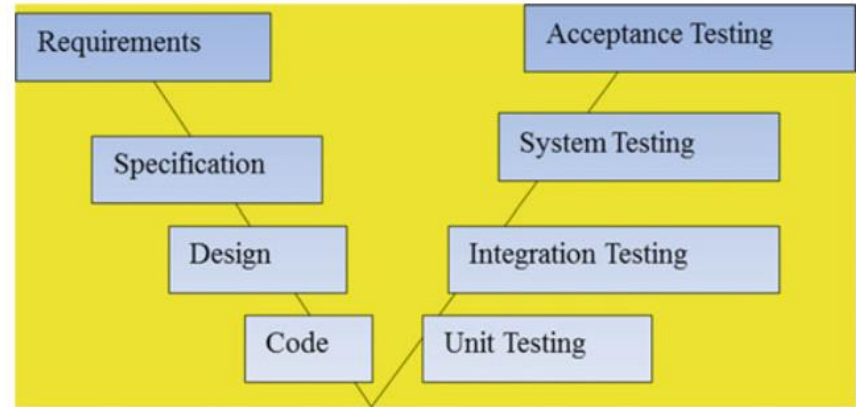 Requirements
Acceptance Testing
Specification
System Testing
Design
Integration Testing
Code
Unit Testing